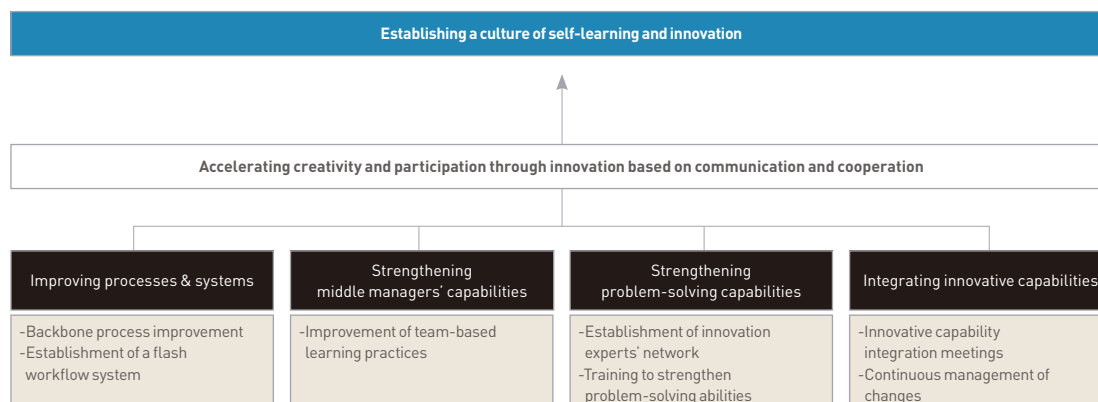 Establishing a culture of self-learning and innovation
Accelerating creativity and participation through innovation based on communication and cooperation
Improving processes & systems
-Backbone process improvement
-Establishment of a flash
workflow system
Strengthening
middle managers’ capabilities
-Improvement of team-based
learning practices
Strengthening
problem-solving capabilities
-Establishment of innovation
experts’ network
-Training to strengthen
problem-solving abilities
Integrating innovative capabilities
-Innovative capability
integration meetings
-Continuous management of
changes